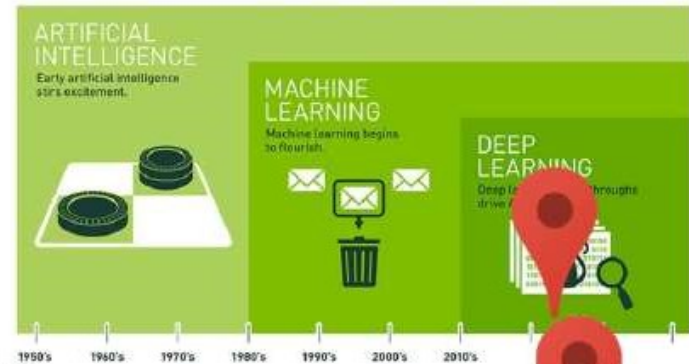 ARTIFICIAL
INTELLIGENCE
Early artificial intelligence
stirs excitement.
MACHINE
LEARNING
Machine learning begins
to flourish.
DEEP
LEARNING
Deep
drive
1950's 1960's 1970's 1980's 1990's 2000's 2010's